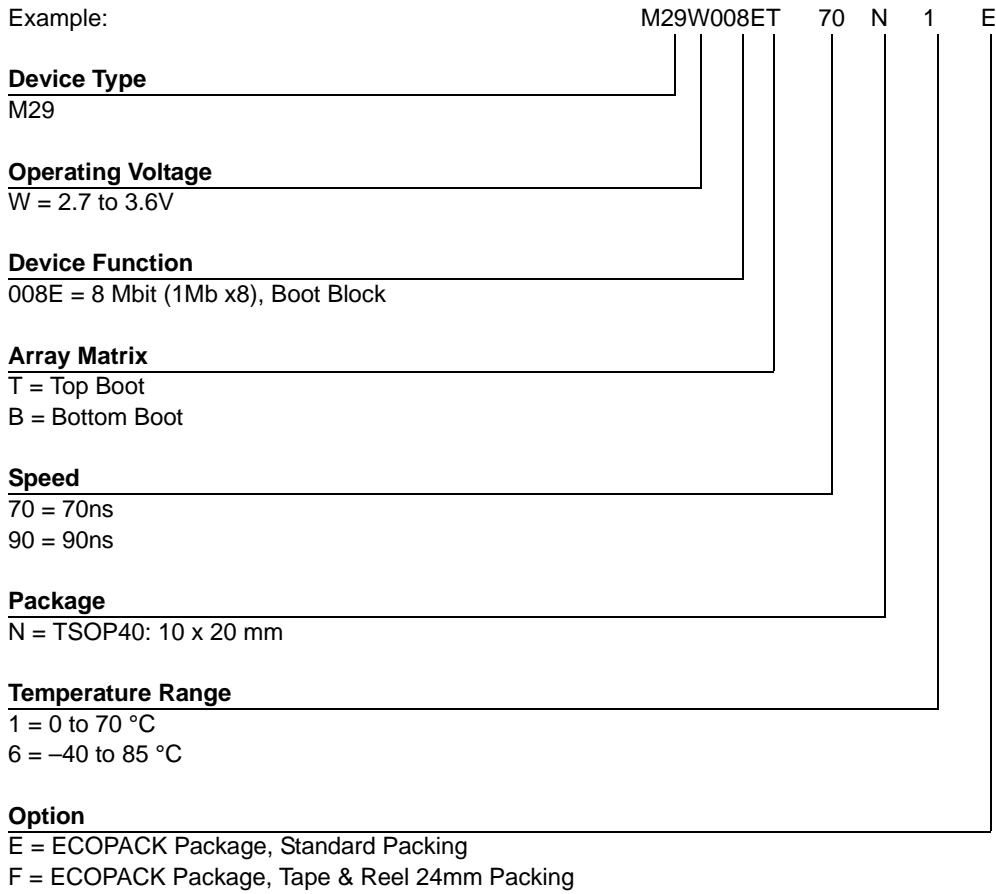 Example: M29W008ET 70 N 1 E
Device Type
M29
Operating Voltage
W = 2.7 to 3.6V
Device Function
008E = 8 Mbit (1Mb x8), Boot Block
Array Matrix
T = Top Boot
B = Bottom Boot
Speed
70 = 70ns
90 = 90ns
Package
N = TSOP40: 10 x 20 mm
Temperature Range
1 = 0 to 70 °C
6 = –40 to 85 °C
Option
E = ECOPACK Package, Standard Packing
F = ECOPACK Package, Tape & Reel 24mm Packing